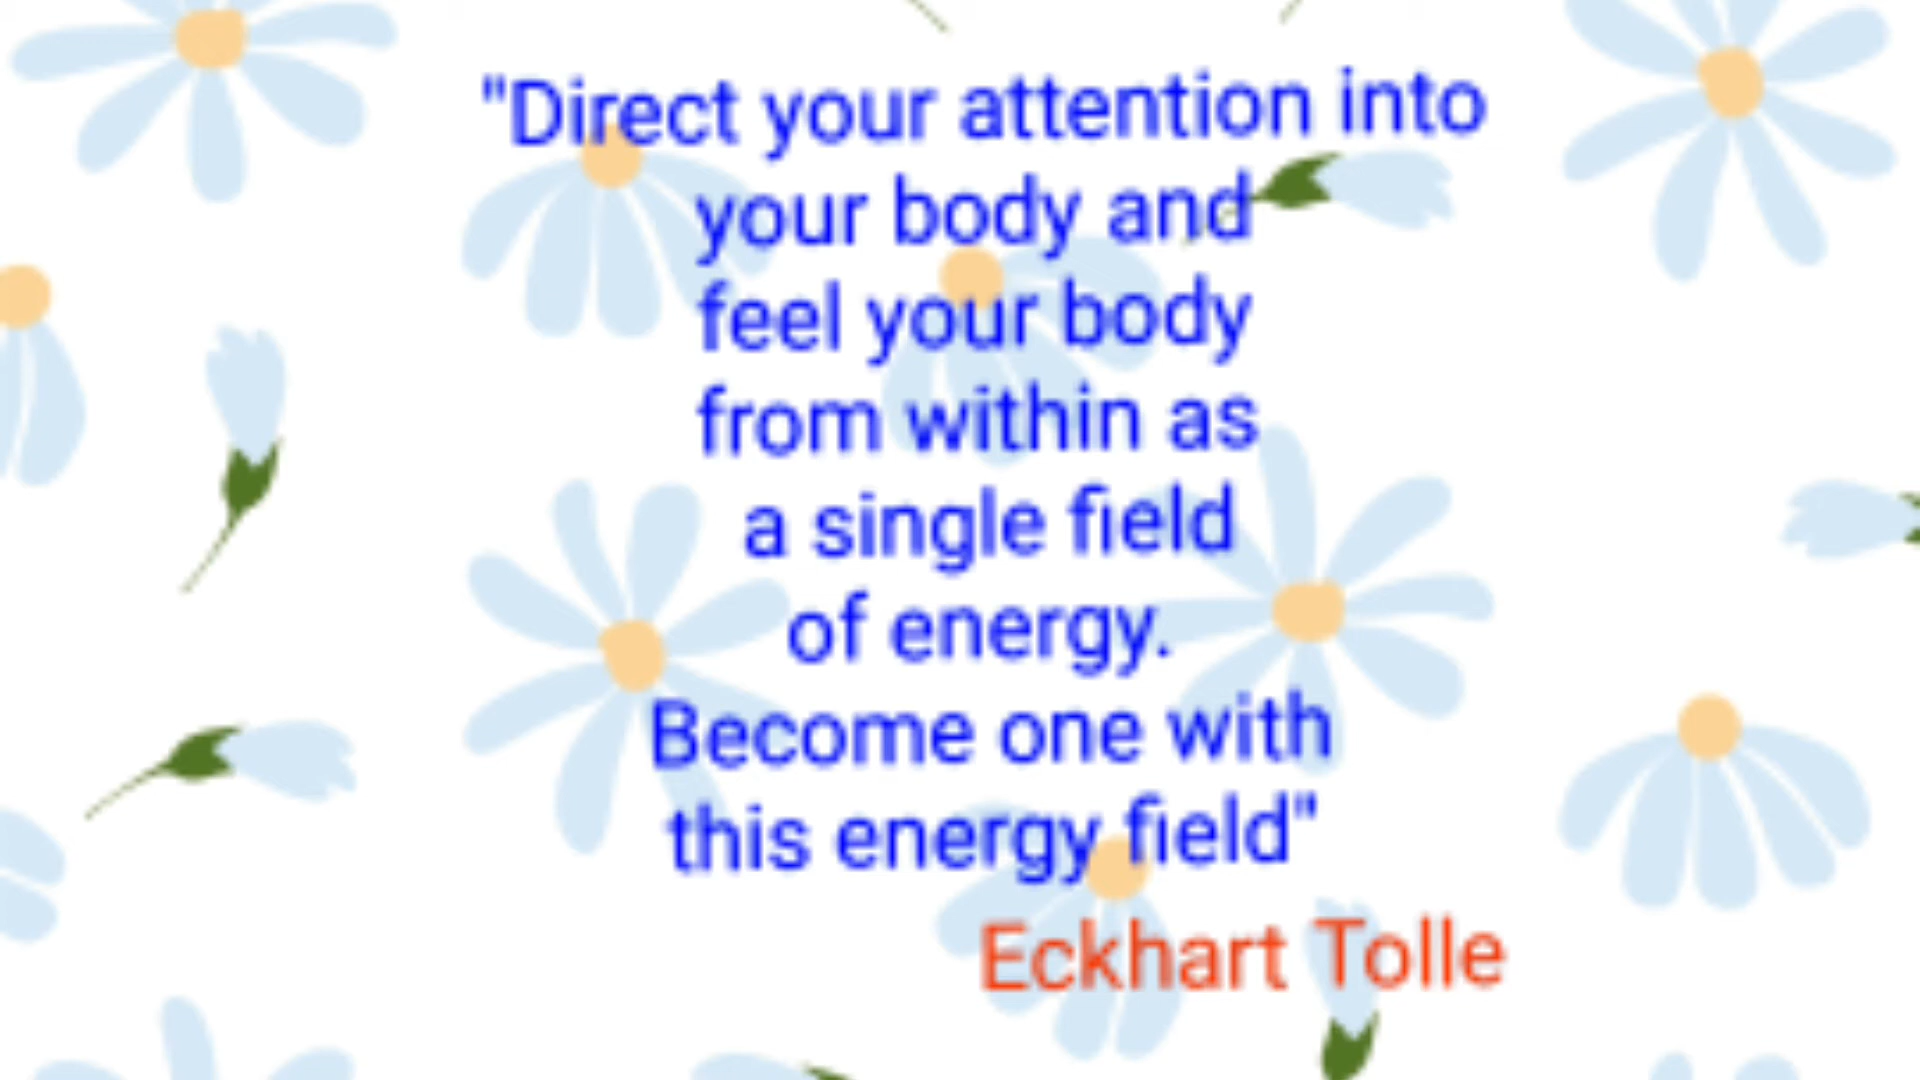 "Direct your attention into
your body and
feel your body
from within as
a single field
of energy.
Become one with
this energy field"
Eckhart Tolle